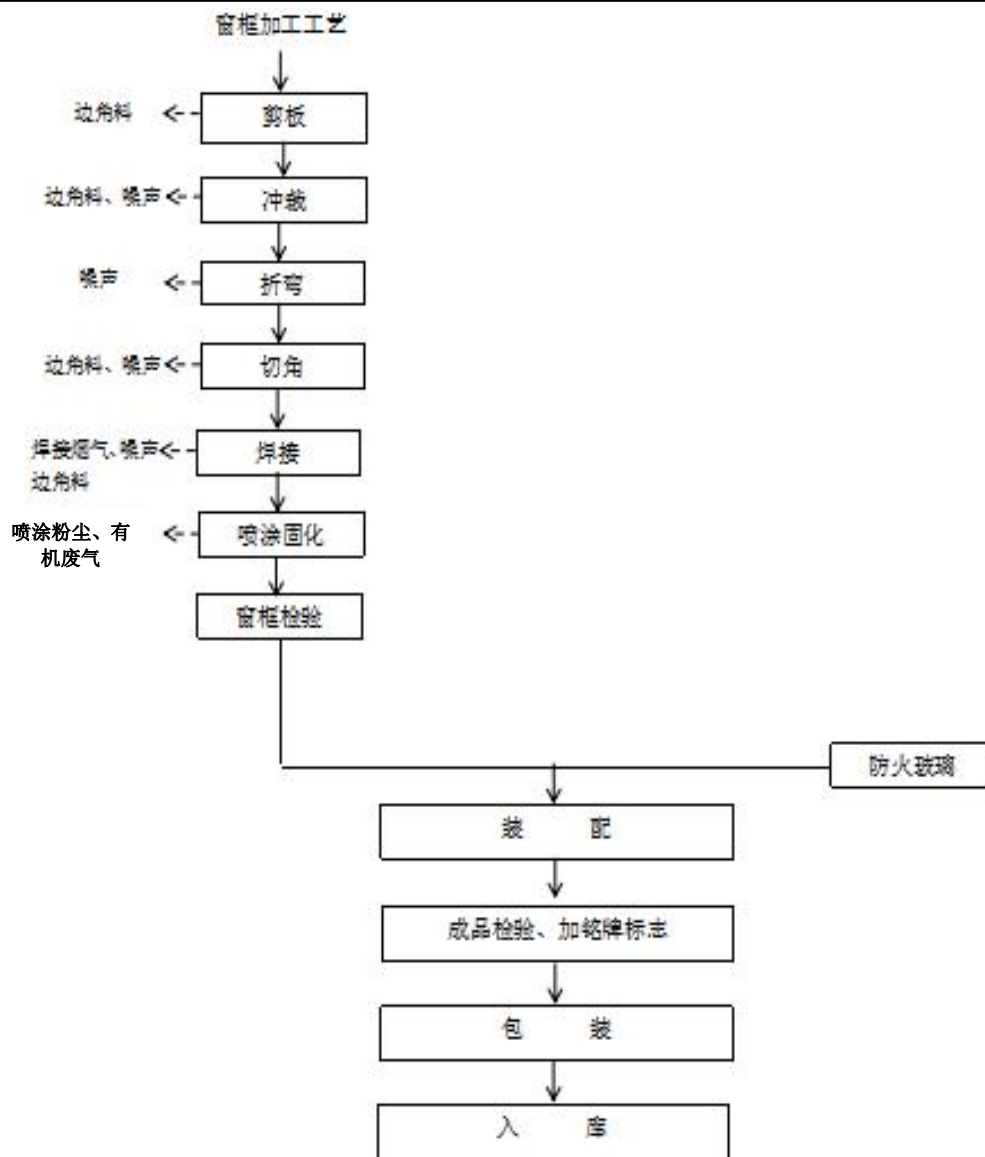 窗框加工工艺
边角料
剪板
边角料、噪声
冲裁
噪声
折弯
边角料、噪声
切角
焊接烟气、噪声
边角料
焊接
喷涂粉尘、有
机废气
喷涂固化
窗框检验
防火玻璃
装 配
成品检验、加铭牌标志
包 装
入 库